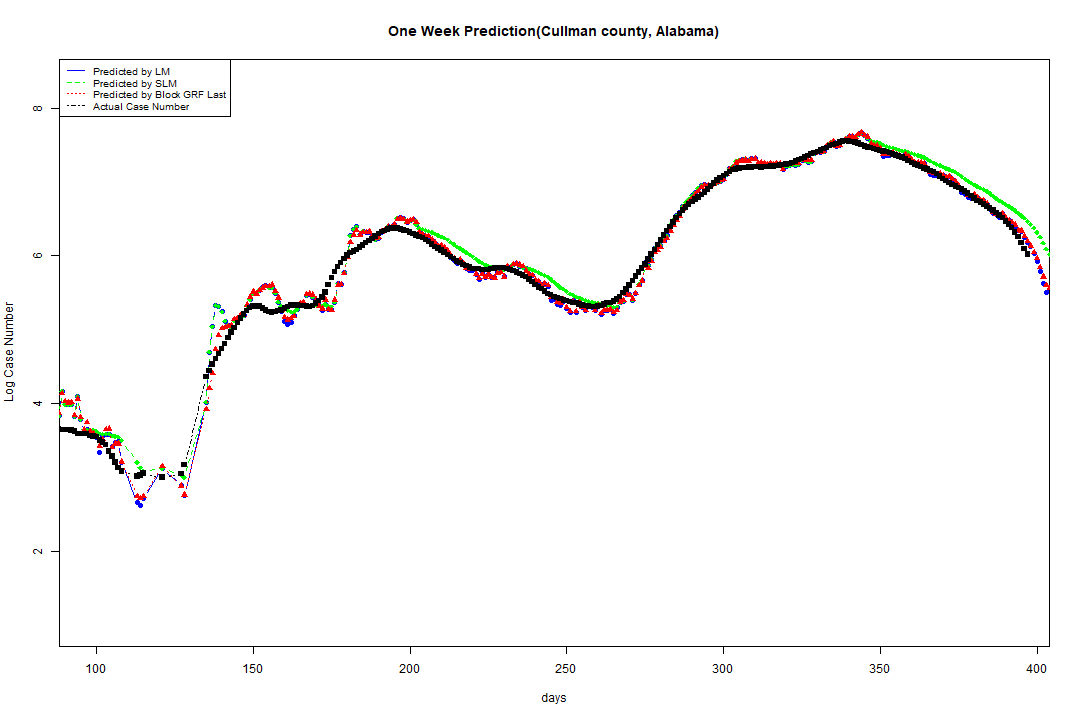 One Week Prediction(Cullman county, Alabama)
Predicted by LM
Predicted by SLM
Predicted by Block GRF Last
Actual Case Number
8
6
4
2
Log Case Number
100 150 200 250 300 350 400
days